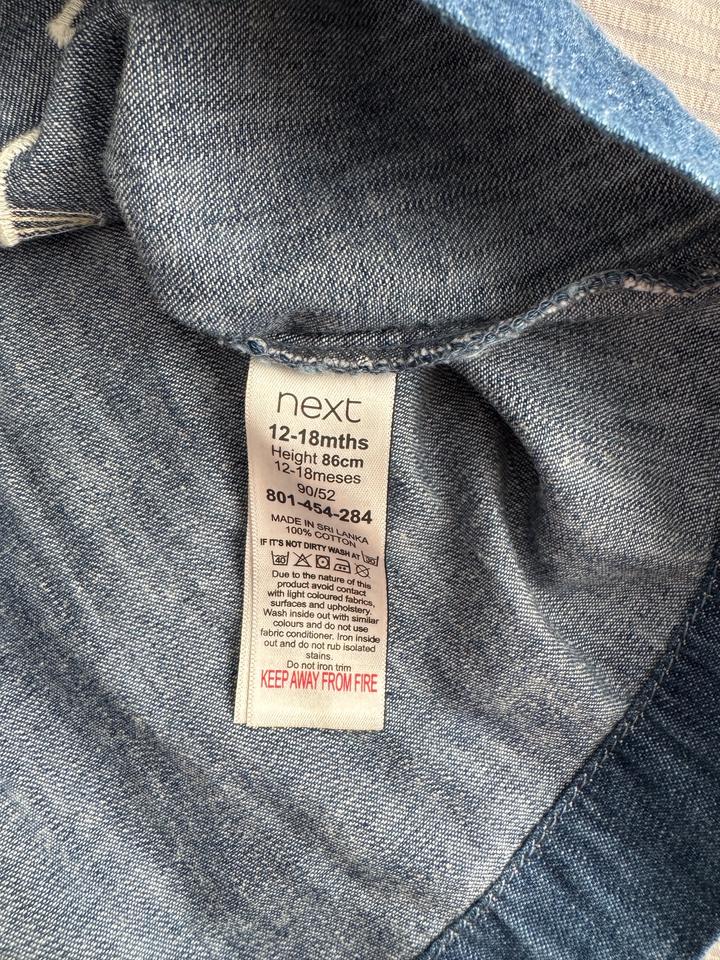 next
12-18mths
Height 86cm
12-18meses
90/52
801-454-284
MADE IN SRI LANKA
100% COTTON
IF IT'S NOT DIRTY WASH AT 30
40
Due to the nature of this
product avoid contact
with light coloured fabrics,
surfaces and upholstery.
Wash inside out with similar
colours and do not use
fabric conditioner. Iron inside
out and do not rub isolated
stains.
Do not iron trim
KEEP AWAY FROM FIRE